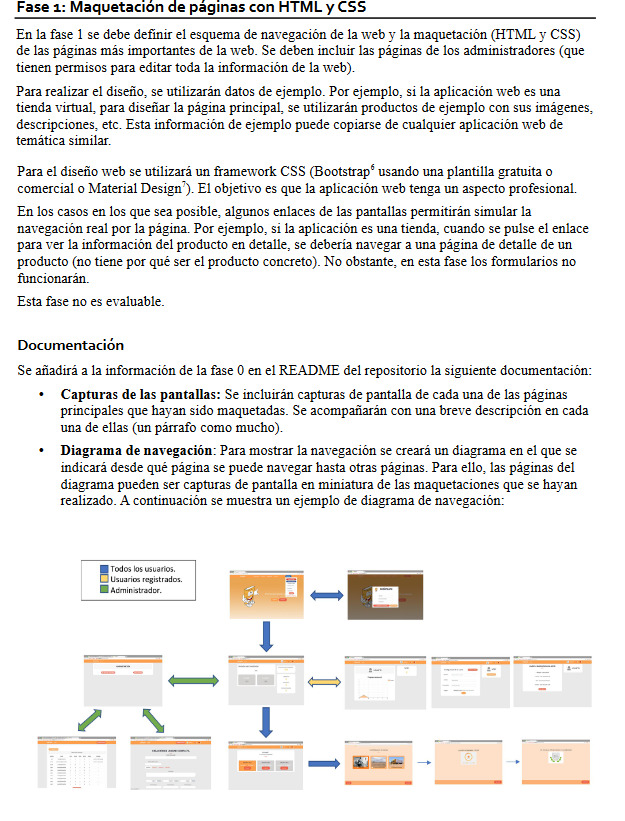 Fase 1: Maquetación de páginas con HTML y CSS
En la fase 1 se debe definir el esquema de navegación de la web y la maquetación (HTML y CSS)
de las páginas más importantes de la web. Se deben incluir las páginas de los administradores (que
tienen permisos para editar toda la información de la web).
Para realizar el diseño, se utilizarán datos de ejemplo. Por ejemplo, si la aplicación web es una
tienda virtual, para diseñar la página principal, se utilizarán productos de ejemplo con sus imágenes,
descripciones, etc. Esta información de ejemplo puede copiarse de cualquier aplicación web de
temática similar.
Para el diseño web se utilizará un framework CSS (Bootstrap⁶ usando una plantilla gratuita o
comercial o Material Design⁷). El objetivo es que la aplicación web tenga un aspecto profesional.
En los casos en los que sea posible, algunos enlaces de las pantallas permitirán simular la
navegación real por la página. Por ejemplo, si la aplicación es una tienda, cuando se pulse el enlace
para ver la información del producto en detalle, se debería navegar a una página de detalle de un
producto (no tiene por qué ser el producto concreto). No obstante, en esta fase los formularios no
funcionarán.
Esta fase no es evaluable.
Documentación
Se añadirá a la información de la fase 0 en el README del repositorio la siguiente documentación:
• Capturas de las pantallas: Se incluirán capturas de pantalla de cada una de las páginas
principales que hayan sido maquetadas. Se acompañarán con una breve descripción en cada
una de ellas (un párrafo como mucho).
• Diagrama de navegación: Para mostrar la navegación se creará un diagrama en el que se
indicará desde qué página se puede navegar hasta otras páginas. Para ello, las páginas del
diagrama pueden ser capturas de pantalla en miniatura de las maquetaciones que se hayan
realizado. A continuación se muestra un ejemplo de diagrama de navegación:
Todos los usuarios.
Usuarios registrados.
Administrador.